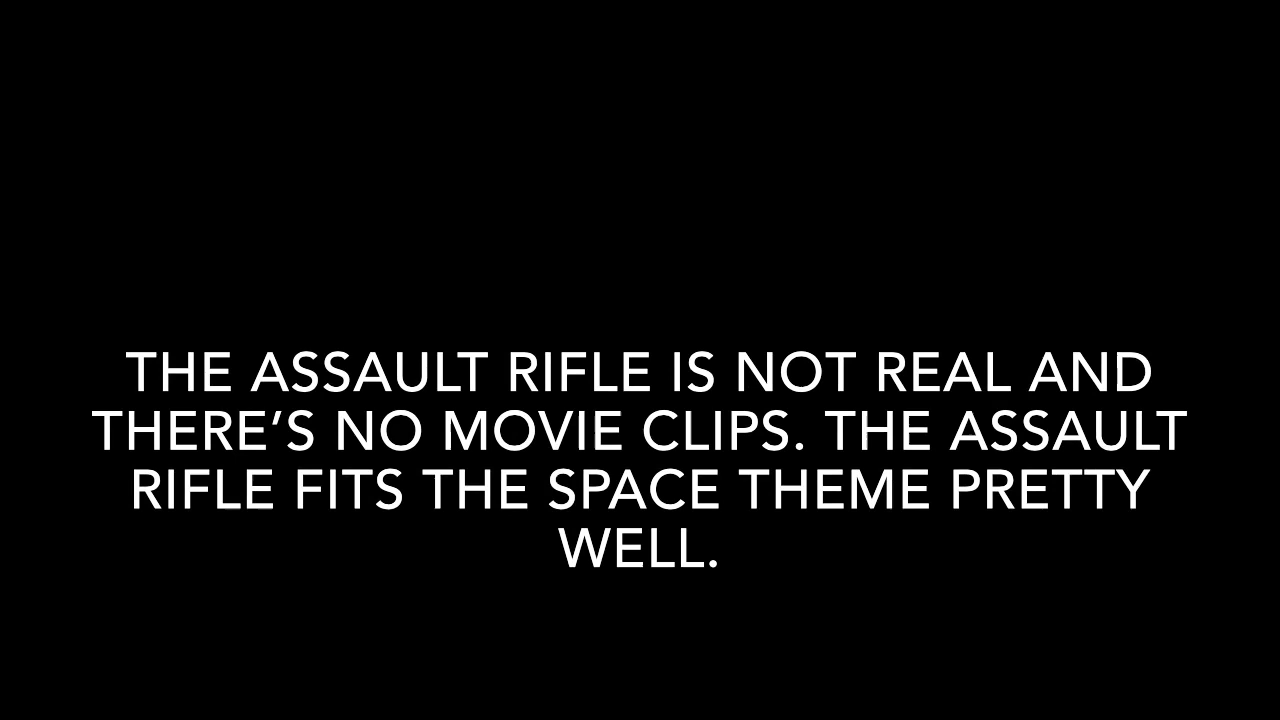 THE ASSAULT RIFLE IS NOT REAL AND
THERE’S NO MOVIE CLIPS. THE ASSAULT
RIFLE FITS THE SPACE THEME PRETTY
WELL.